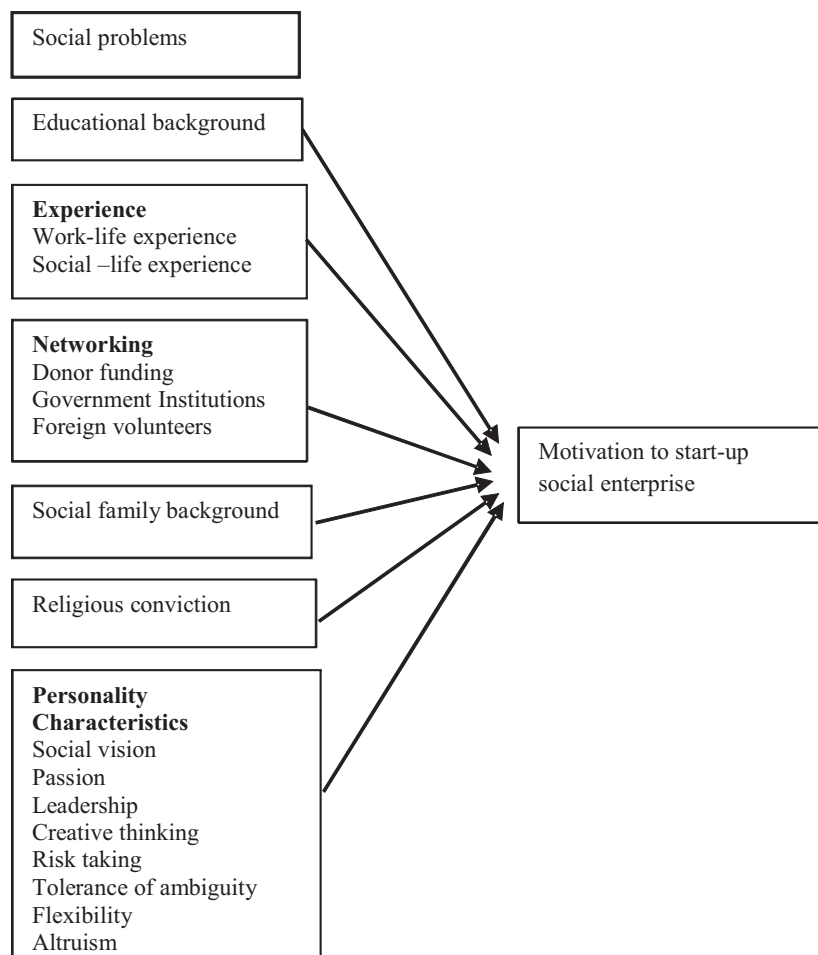 Social problems
Educational background
Experience
Work-life experience
Social –life experience
Networking
Donor funding
Government Institutions
Foreign volunteers
Social family background
Religious conviction
Personality
Characteristics
Social vision
Passion
Leadership
Creative thinking
Risk taking
Tolerance of ambiguity
Flexibility
Altruism
Motivation to start-up
social enterprise